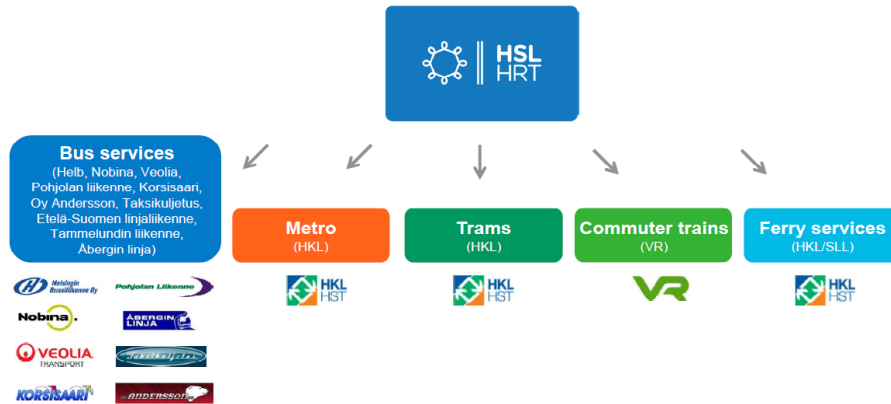 HSL
HRT
Bus services
(Helb, Nobina, Veolia,
Pohjolan liikenne, Korsisaari,
Oy Andersson, Taksikuljetus,
Etelä-Suomen linjaliikenne,
Tammelundin liikenne,
Åbergin linja)
Metro
(HKL)
Trams
(HKL)
Commuter trains
(VR)
Ferry services
(HKL/SLL)
Helsingin
Bussiliikenne Oy
Pohjolan Liikenne
HKL
HST
HKL
HST
VR
HKL
HST
Nobina
ÅBERGIN
LINJA
VEOLIA
TRANSPORT
Taksikuljetus
KORSISAARI
ANDERSSON